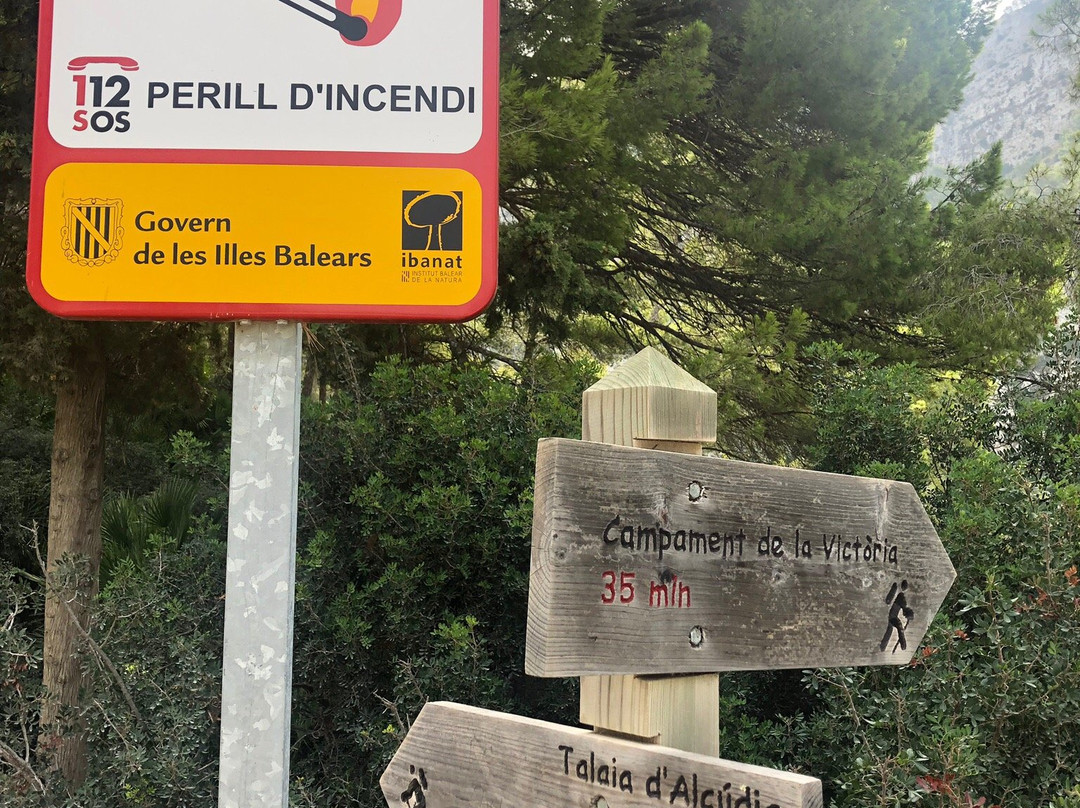 112
SOS
PERILL D'INCENDI
Govern
de les Illes Balears
ibanat
INSTITUT BALEAR
DE LA NATURA
Campament de la Victòria
35 min
Talaia d'Alcúdia